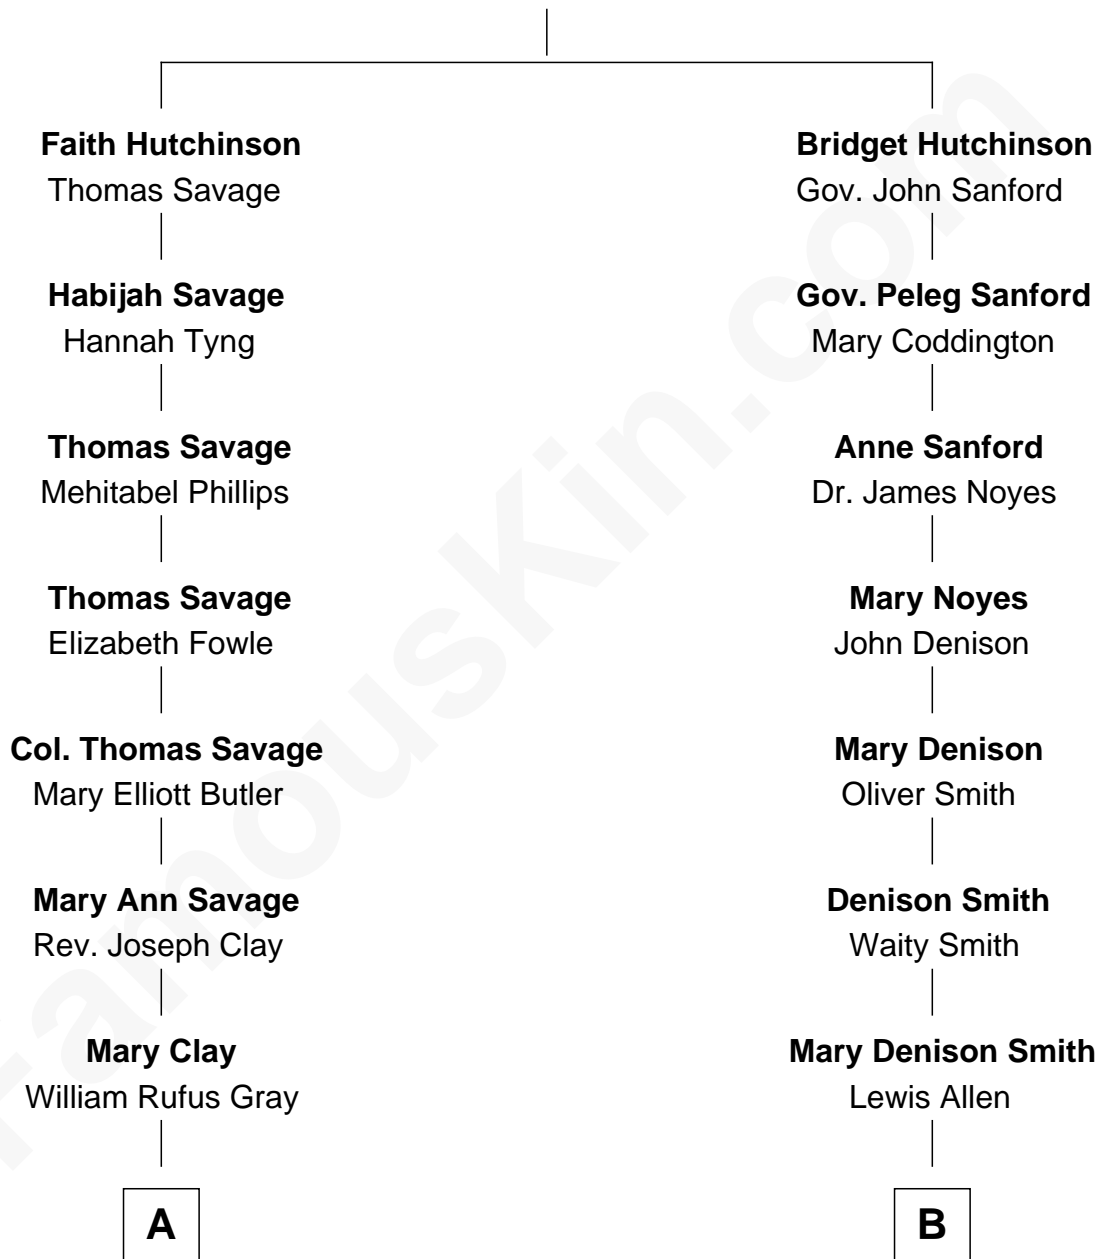 Faith Hutchinson
Thomas Savage
Bridget Hutchinson
Gov. John Sanford
Habijah Savage
Hannah Tyng
Gov. Peleg Sanford
Mary Coddington
Thomas Savage
Mehitabel Phillips
Anne Sanford
Dr. James Noyes
Thomas Savage
Elizabeth Fowle
Mary Noyes
John Denison
Col. Thomas Savage
Mary Elliott Butler
Mary Denison
Oliver Smith
Mary Ann Savage
Rev. Joseph Clay
Denison Smith
Waity Smith
Mary Clay
William Rufus Gray
Mary Denison Smith
Lewis Allen
A
B
FamousKin.com